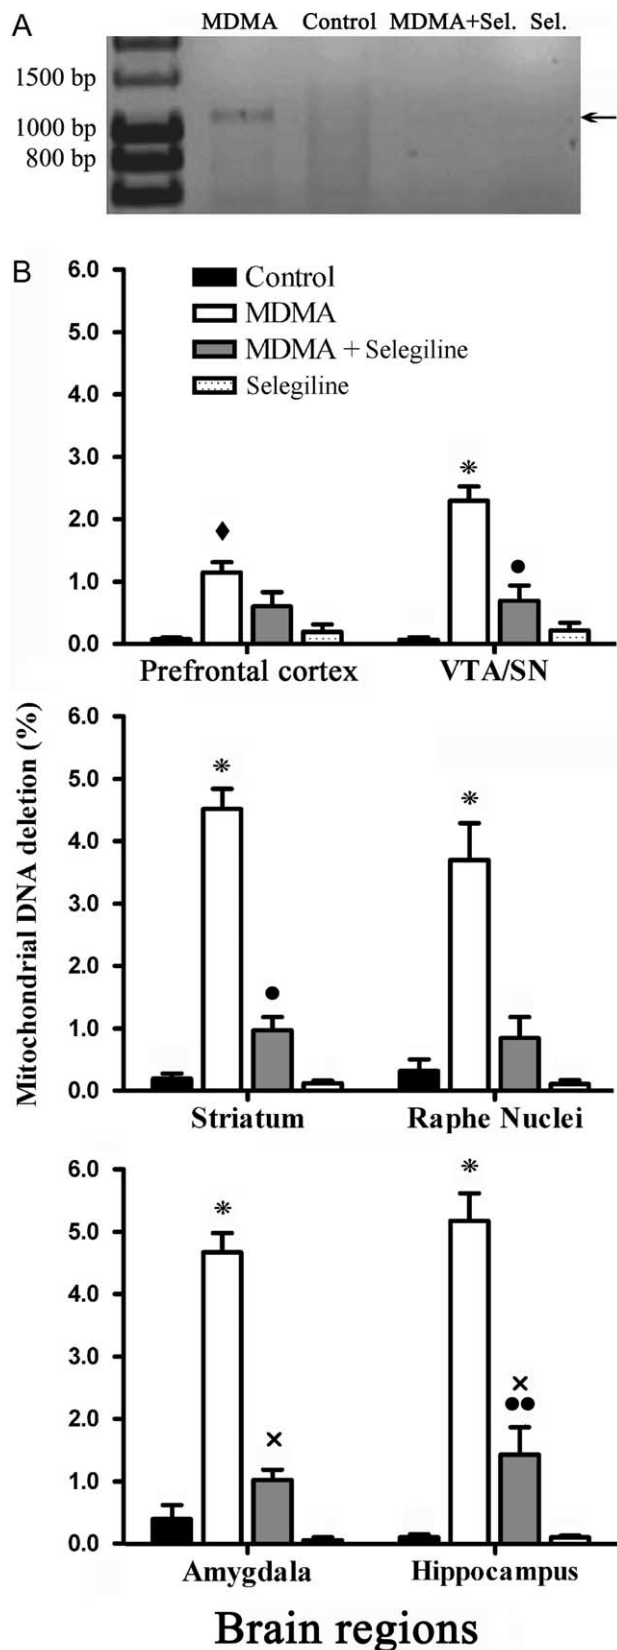 A
MDMA Control MDMA+Sel. Sel.
1500 bp
1000 bp
800 bp
B
6.0
5.0
4.0
3.0
2.0
1.0
0.0
Control
MDMA
MDMA + Selegiline
Selegiline
Prefrontal cortex VTA/SN
Mitochondrial DNA deletion (%)
6.0
5.0
4.0
3.0
2.0
1.0
0.0
Striatum Raphe Nuclei
6.0
5.0
4.0
3.0
2.0
1.0
0.0
Amygdala Hippocampus
Brain regions